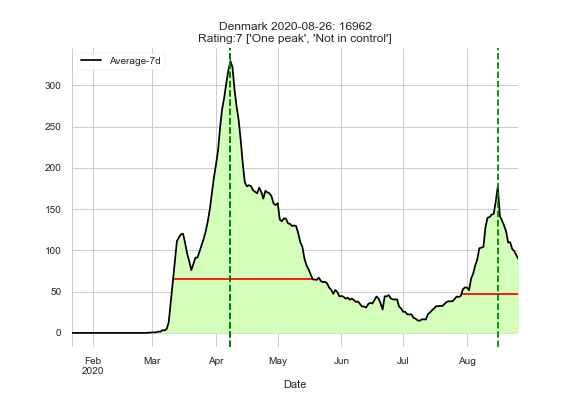 Denmark 2020-08-26: 16962
Rating:7 ['One peak', 'Not in control']
Average-7d
300
250
200
150
100
50
0
Feb Mar Apr May Jun Jul Aug
2020
Date